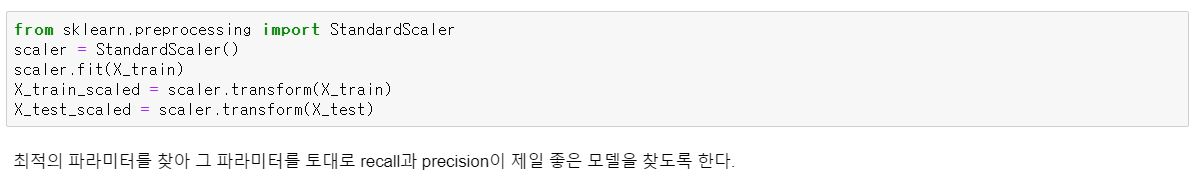 from sklearn.preprocessing import StandardScaler
scaler = StandardScaler()
scaler.fit(X_train)
X_train_scaled = scaler.transform(X_train)
X_test_scaled = scaler.transform(X_test)
최적의 파라미터를 찾아 그 파라미터를 토대로 recall과 precision이 제일 좋은 모델을 찾도록 한다.